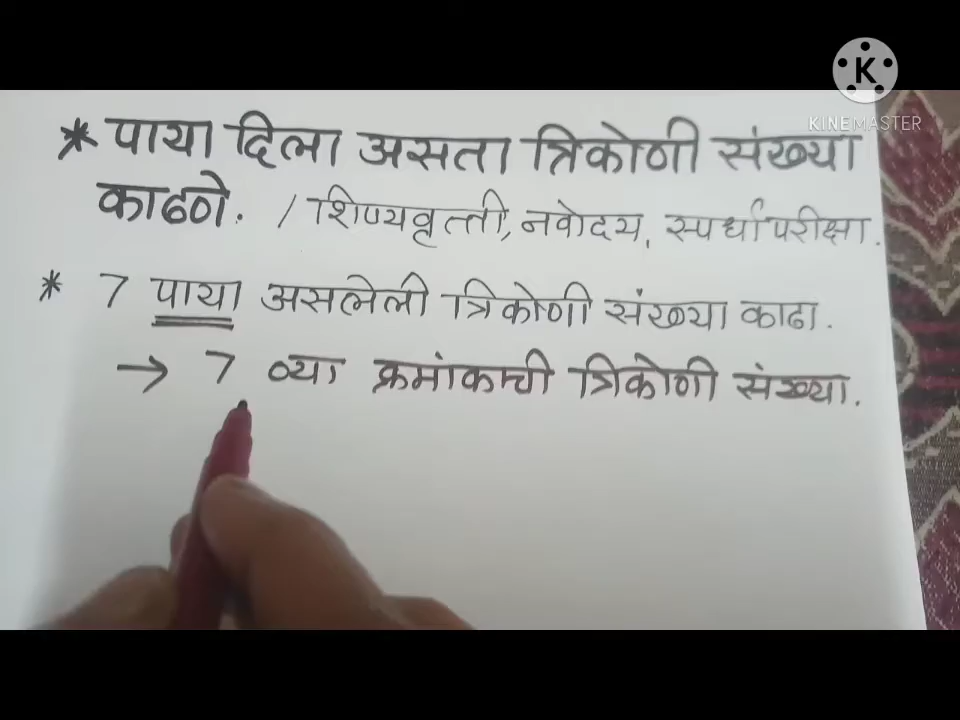 K
KINEMASTER
* पाया दिला असता त्रिकोणी संख्या
काढणे. / शिष्यवृत्ती, नवोदय, स्पर्धा परीक्षा.
* 7 पाया असलेली त्रिकोणी संख्या काढा.
→ 7 व्या क्रमांकाची त्रिकोणी संख्या.